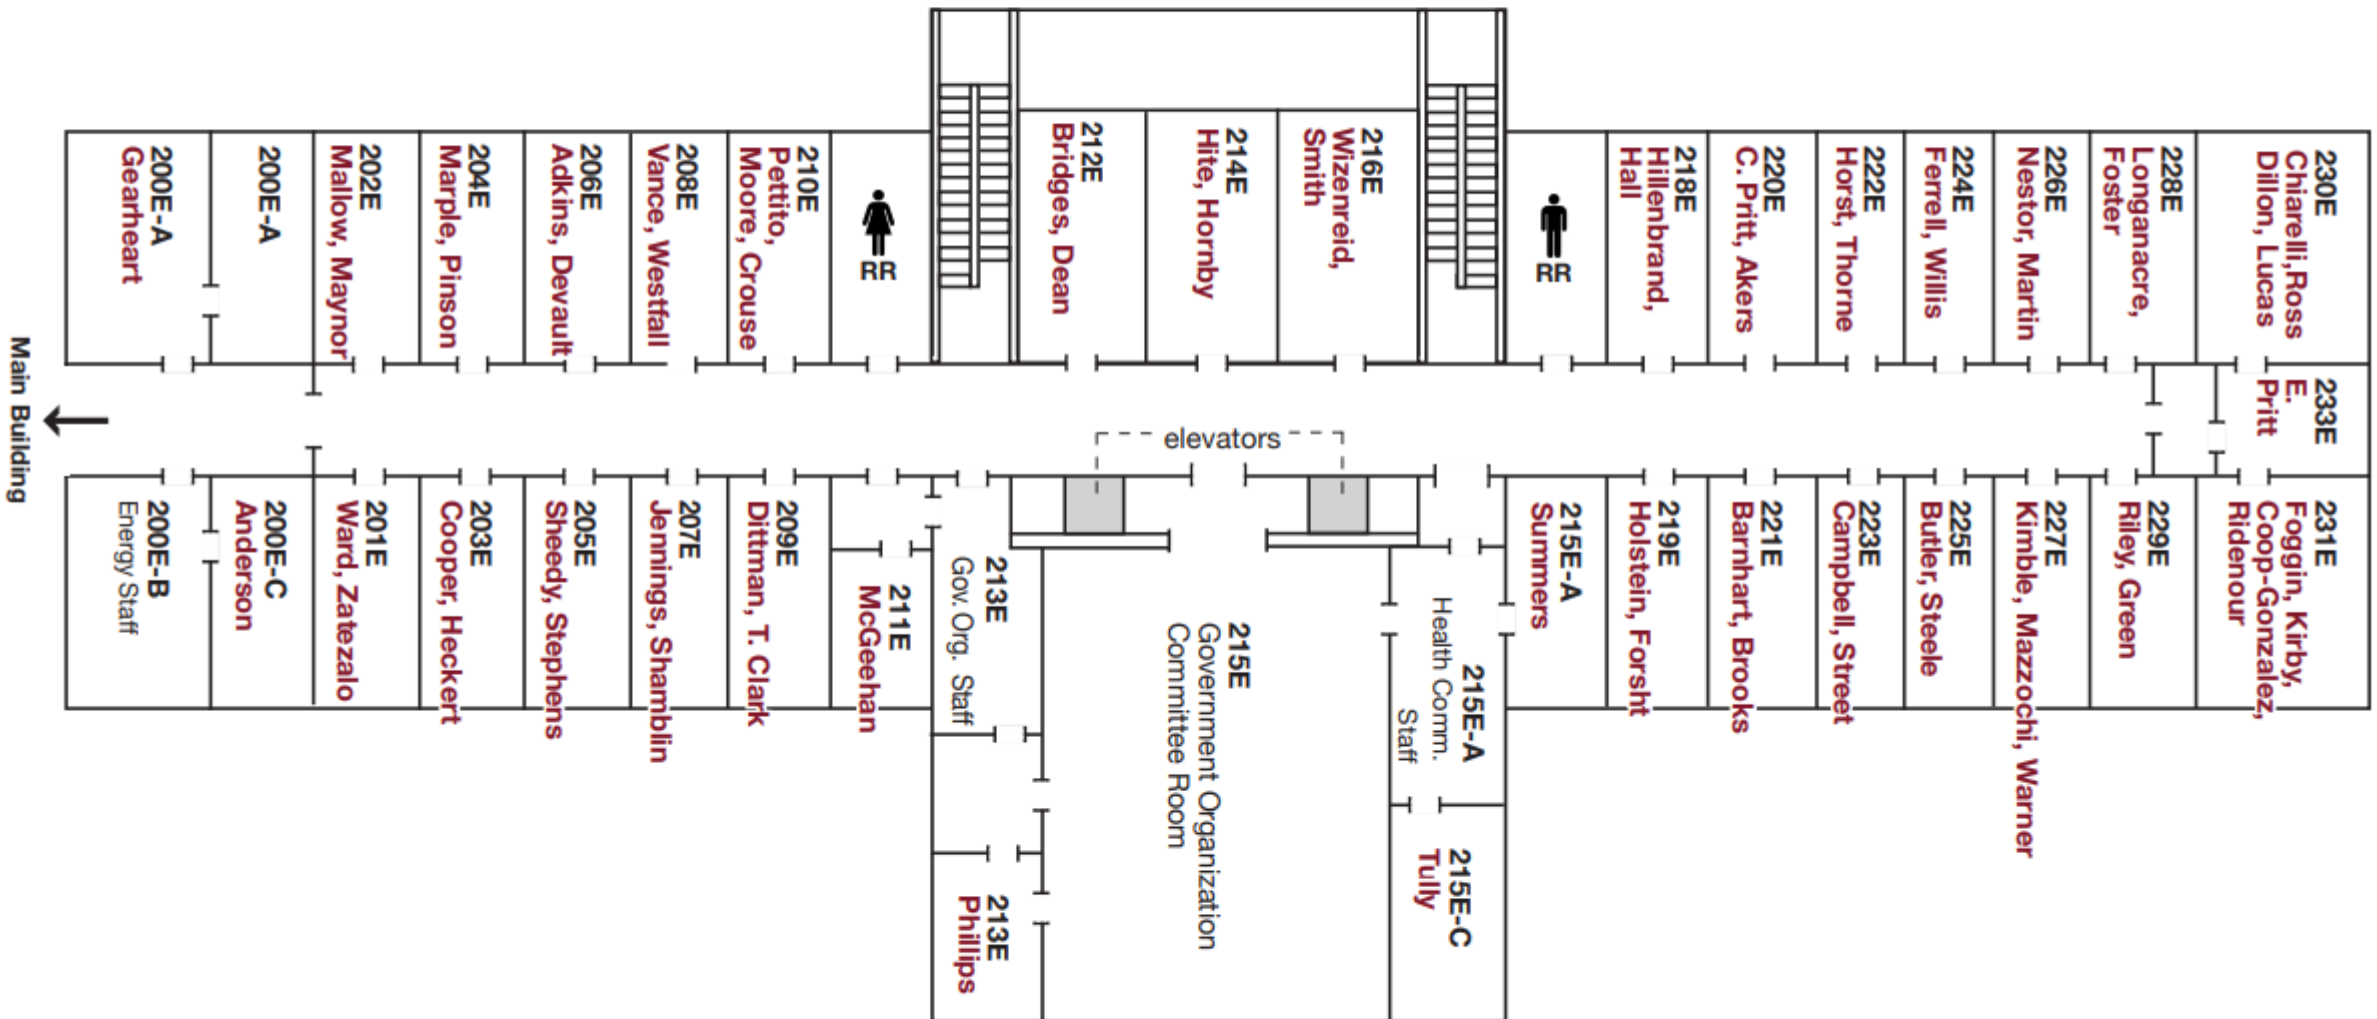 200E-A
Gearheart
200E-A
202E
Mallow, Maynor
204E
Marple, Pinson
206E
Adkins, Devault
208E
Vance, Westfall
210E
Pettito,
Moore, Crouse
RR
212E
Bridges, Dean
214E
Hite, Hornby
216E
Wizenreid,
Smith
RR
218E
Hillenbrand,
Hall
220E
C. Pritt, Akers
222E
Horst, Thorne
224E
Ferrell, Willis
226E
Nestor, Martin
228E
Longanacre,
Foster
230E
Chiarelli,Ross
Dillon, Lucas
233E
E.
Pritt
Main Building
elevators
200E-B
Energy Staff
200E-C
Anderson
201E
Ward, Zatezalo
203E
Cooper, Heckert
205E
Sheedy, Stephens
207E
Jennings, Shamblin
209E
Dittman, T. Clark
211E
McGeehan
213E
Gov. Org. Staff
213E
Phillips
215E
Government Organization
Committee Room
215E-A
Health Comm.
Staff
215E-C
Tully
215E-A
Summers
219E
Holstein, Forsht
221E
Barnhart, Brooks
223E
Campbell, Street
225E
Butler, Steele
227E
Kimble, Mazzochi, Warner
229E
Riley, Green
231E
Foggin, Kirby,
Coop-Gonzalez,
Ridenour